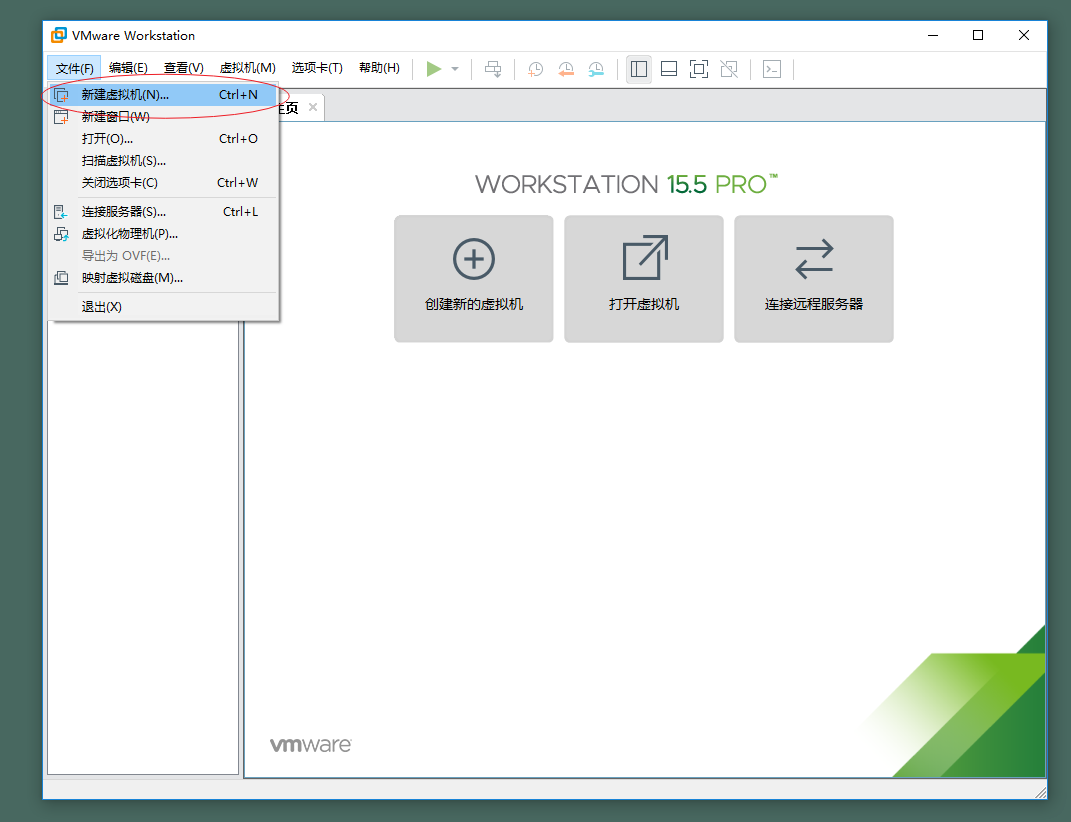 VMware Workstation
文件(F) 编辑(E) 查看(V) 虚拟机(M) 选项卡(T) 帮助(H)
新建虚拟机(N)... Ctrl+N
新建窗口(W)
打开(O)... Ctrl+O
扫描虚拟机(S)...
关闭选项卡(C) Ctrl+W
连接服务器(S)... Ctrl+L
虚拟化物理机(P)...
导出为 OVF(E)...
映射虚拟磁盘(M)...
退出(X)
主页
WORKSTATION 15.5 PRO™
创建新的虚拟机
打开虚拟机
连接远程服务器
vmware